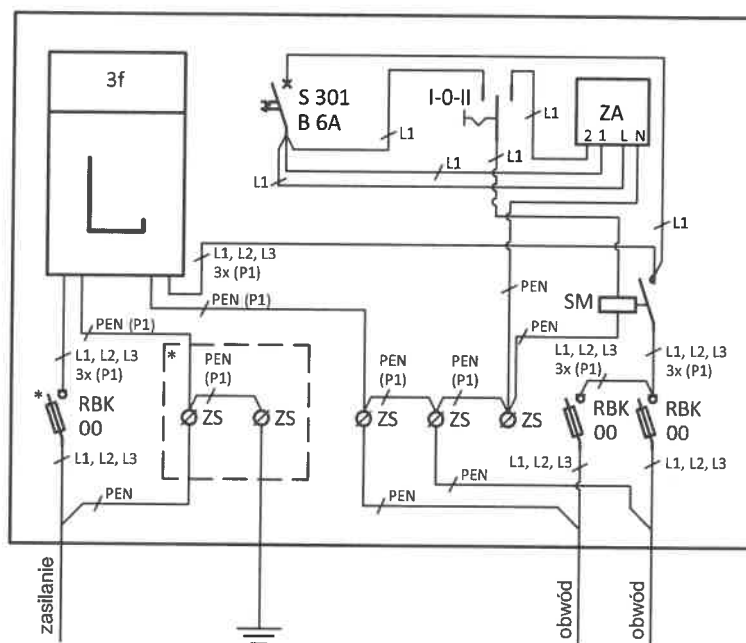 3f
S 301
B 6A
I-0-II
ZA
2 1 L N
L1
L1
L1
L1
L1
L1
L1
L1, L2, L3
3x (P1)
PEN (P1)
PEN (P1)
PEN
PEN
SM
L1, L2, L3
3x (P1)
*
PEN
(P1)
PEN
(P1)
PEN
(P1)
L1, L2, L3
3x (P1)
L1, L2, L3
3x (P1)
*
RBK
00
ZS
ZS
ZS
ZS
ZS
RBK
00
RBK
00
L1, L2, L3
L1, L2, L3
L1, L2, L3
PEN
PEN
PEN
zasilanie
obwód
obwód